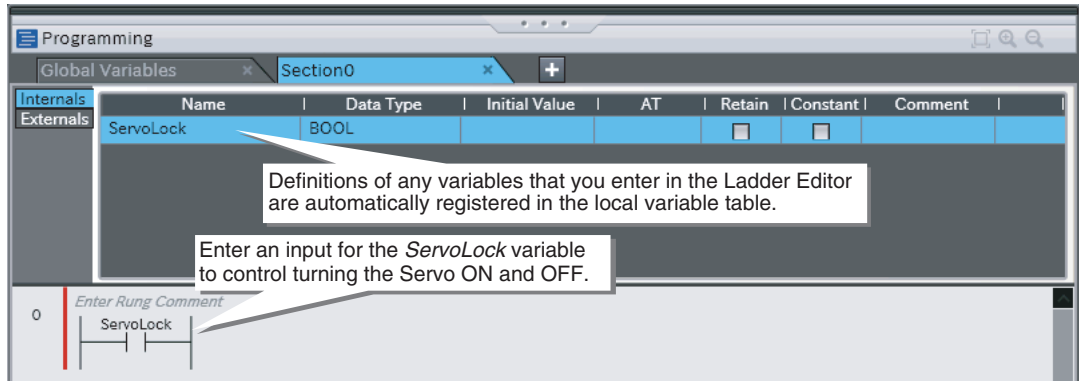 Programming
Global Variables × Section0 × +
Internals
Externals
Name Data Type Initial Value AT Retain Constant Comment
ServoLock BOOL
Definitions of any variables that you enter in the Ladder Editor
are automatically registered in the local variable table.
Enter an input for the ServoLock variable
to control turning the Servo ON and OFF.
0 Enter Rung Comment
ServoLock